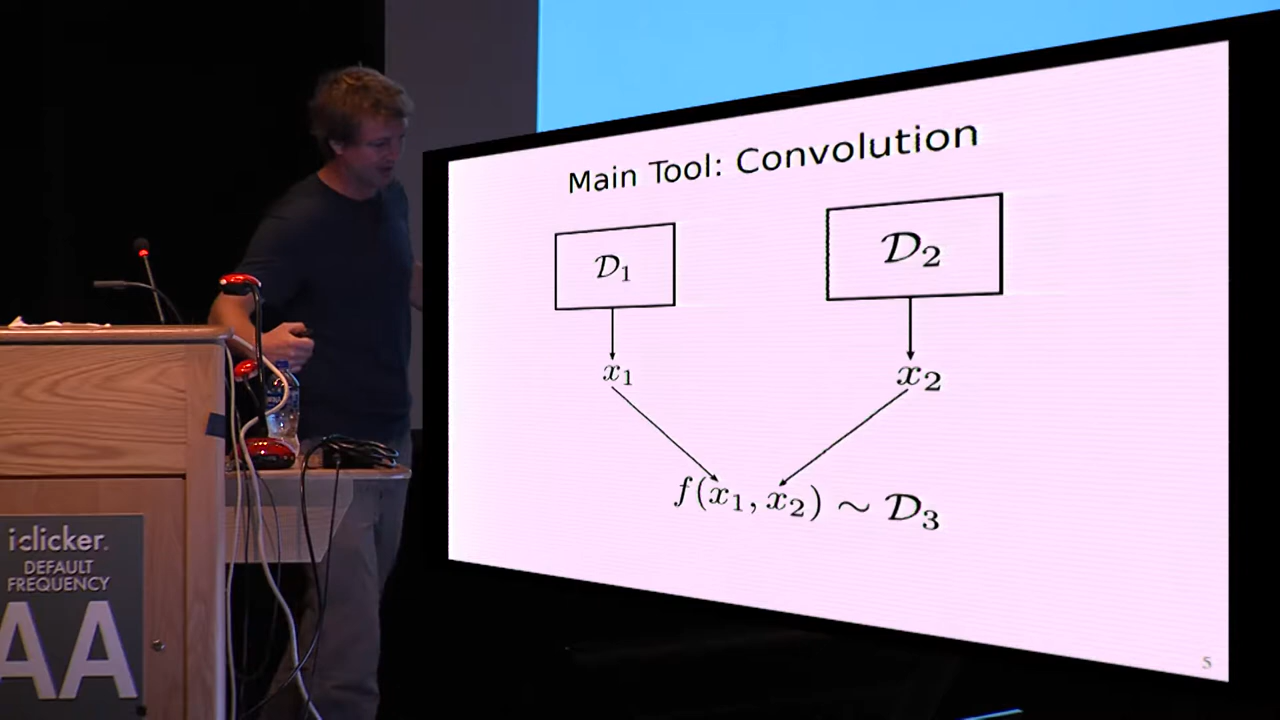 Main Tool: Convolution
𝒟₁ 𝒟₂
x₁ x₂
f(x₁, x₂) ∼ 𝒟₃
5
iclicker.
DEFAULT
FREQUENCY
AA